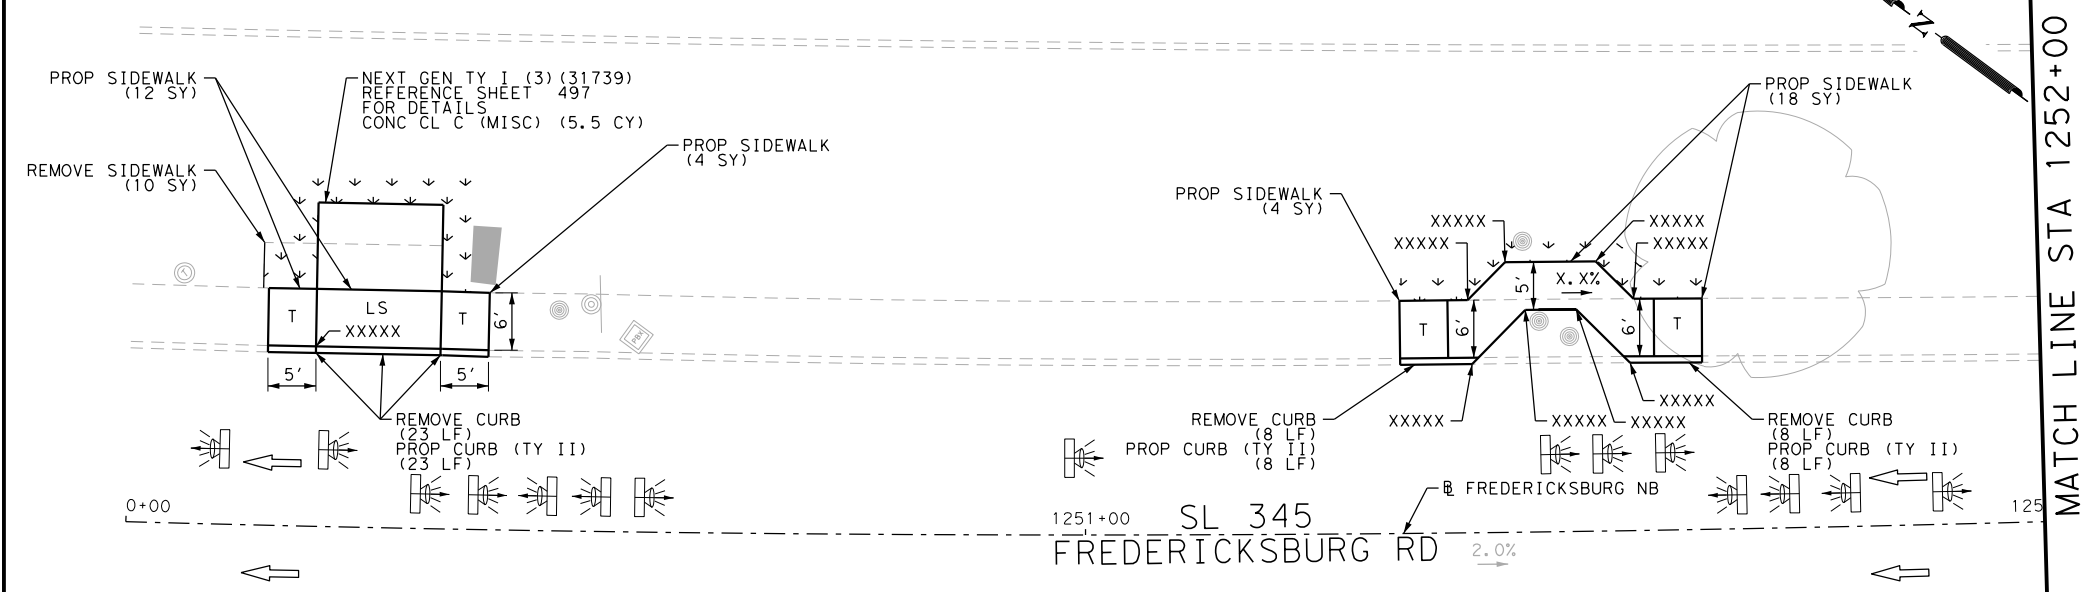 PROP SIDEWALK
(12 SY)
NEXT GEN TY I (3)(31739)
REFERENCE SHEET 497
FOR DETAILS
CONC CL C (MISC) (5.5 CY)
PROP SIDEWALK
(4 SY)
REMOVE SIDEWALK
(10 SY)
T
LS
XXXXX
T
6'
5'
5'
T
PBX
REMOVE CURB
(23 LF)
PROP CURB (TY II)
(23 LF)
0+00
PROP SIDEWALK
(4 SY)
PROP SIDEWALK
(18 SY)
XXXXX
XXXXX
XXXXX
XXXXX
5'
X.X%
T
6'
6'
T
XXXXX
XXXXX
XXXXX
XXXXX
REMOVE CURB
(8 LF)
PROP CURB (TY II)
(8 LF)
REMOVE CURB
(8 LF)
PROP CURB (TY II)
(8 LF)
BL FREDERICKSBURG NB
1251+00
SL 345
FREDERICKSBURG RD
2.0%
125
N
MATCH LINE STA 1252+00